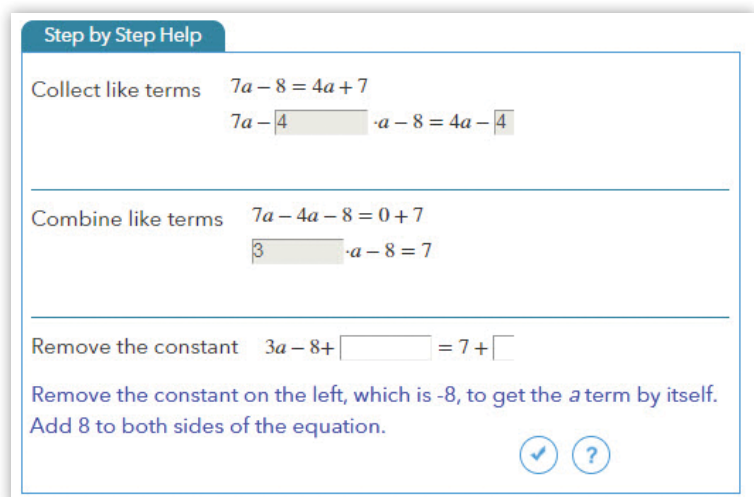 Step by Step Help
Collect like terms 7a – 8 = 4a + 7
7a – 4 ·a – 8 = 4a – 4
Combine like terms 7a – 4a – 8 = 0 + 7
3 ·a – 8 = 7
Remove the constant 3a – 8+ = 7 +
Remove the constant on the left, which is -8, to get the a term by itself.
Add 8 to both sides of the equation.
?